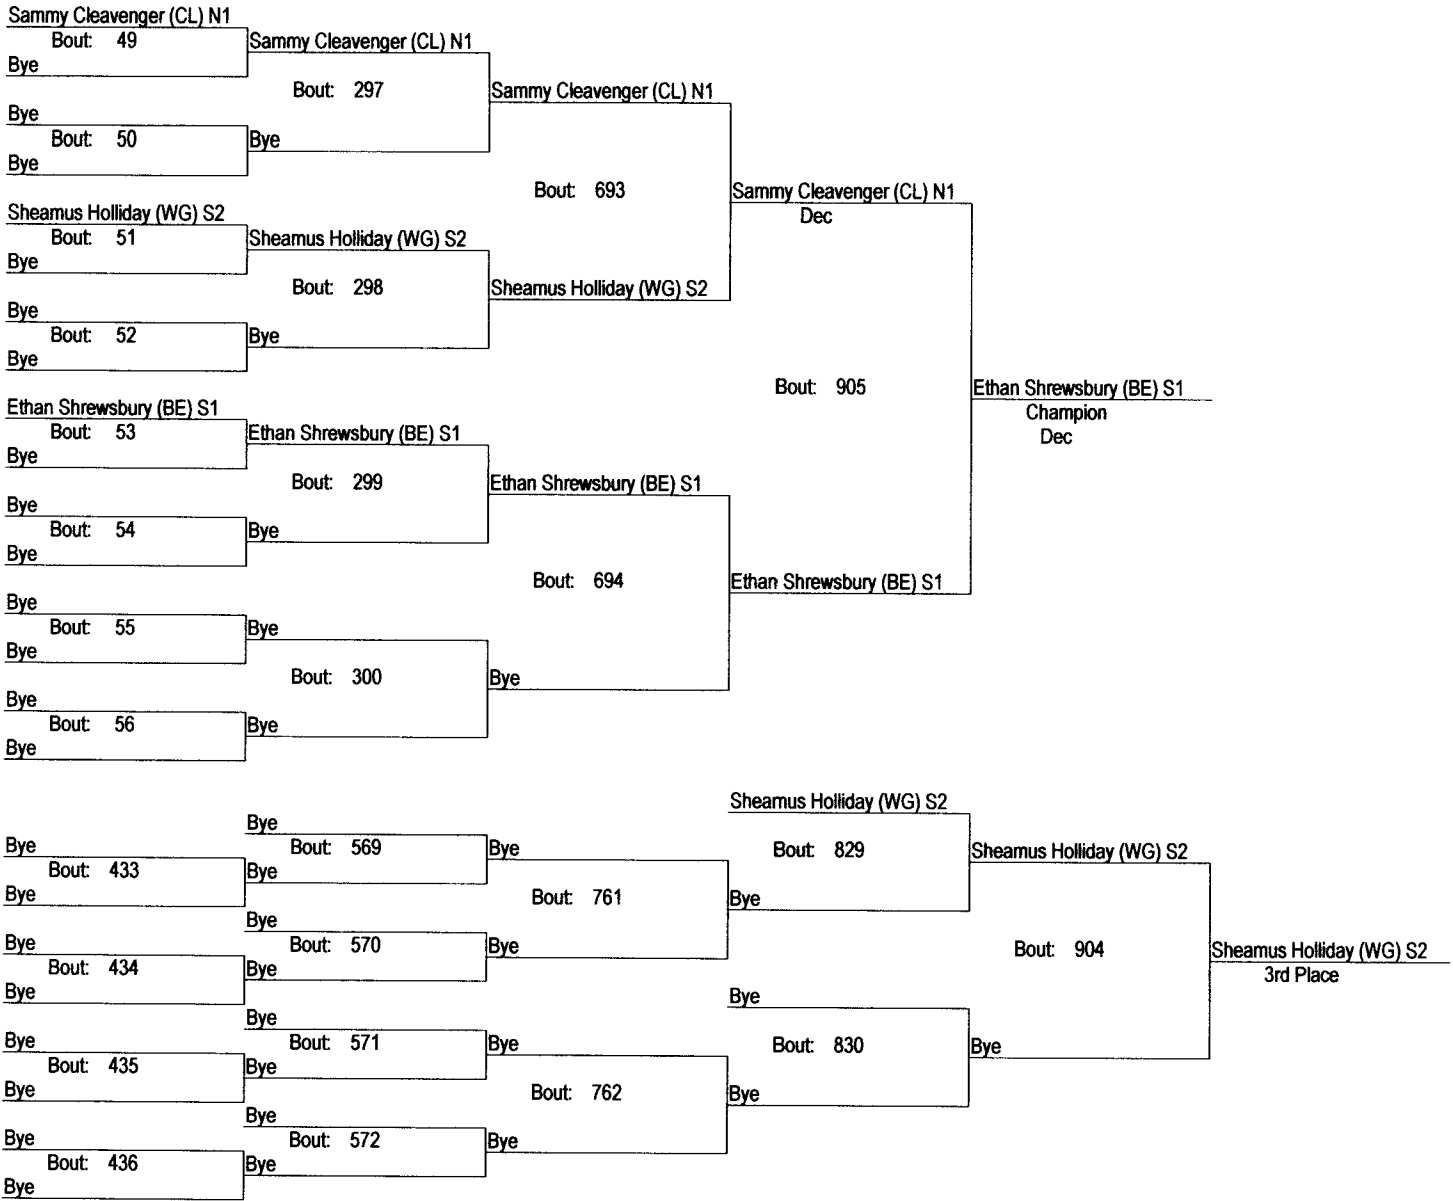 Sammy Cleavenger (CL) N1
Bout: 49
Sammy Cleavenger (CL) N1
Bye
Bout: 297
Sammy Cleavenger (CL) N1
Bye
Bout: 50
Bye
Bye
Bout: 693
Sammy Cleavenger (CL) N1
Dec
Sheamus Holliday (WG) S2
Bout: 51
Sheamus Holliday (WG) S2
Bye
Bout: 298
Sheamus Holliday (WG) S2
Bye
Bout: 52
Bye
Bye
Bout: 905
Ethan Shrewsbury (BE) S1
Champion
Dec
Ethan Shrewsbury (BE) S1
Bout: 53
Ethan Shrewsbury (BE) S1
Bye
Bout: 299
Ethan Shrewsbury (BE) S1
Bye
Bout: 54
Bye
Bye
Bout: 694
Ethan Shrewsbury (BE) S1
Bye
Bout: 55
Bye
Bye
Bout: 300
Bye
Bye
Bout: 56
Bye
Bye
Sheamus Holliday (WG) S2
Bye
Bye
Bout: 569
Bye
Bout: 829
Sheamus Holliday (WG) S2
Bout: 433
Bye
Bye
Bout: 761
Bye
Bye
Bye
Bout: 570
Bye
Bout: 904
Sheamus Holliday (WG) S2
3rd Place
Bout: 434
Bye
Bye
Bye
Bye
Bye
Bout: 571
Bye
Bout: 830
Bye
Bout: 435
Bye
Bye
Bout: 762
Bye
Bye
Bye
Bout: 572
Bye
Bout: 436
Bye
Bye